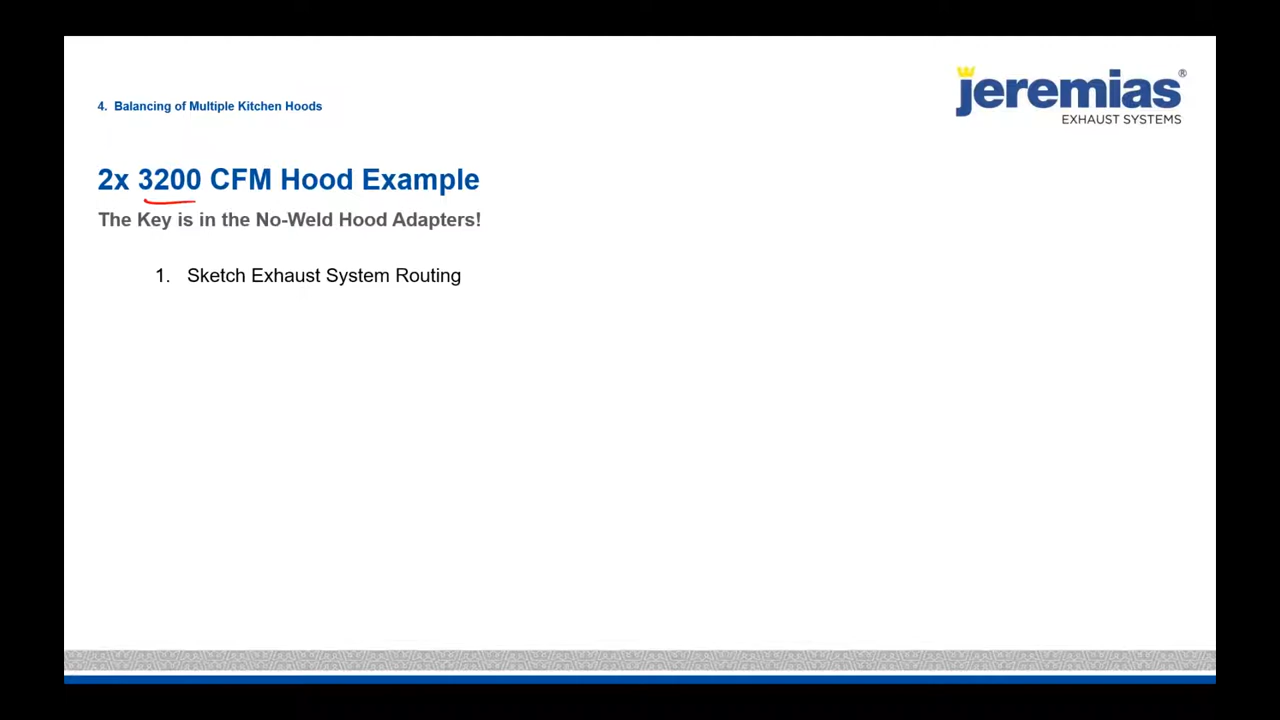 jeremias®
EXHAUST SYSTEMS
4. Balancing of Multiple Kitchen Hoods
2x 3200 CFM Hood Example
The Key is in the No-Weld Hood Adapters!
1. Sketch Exhaust System Routing